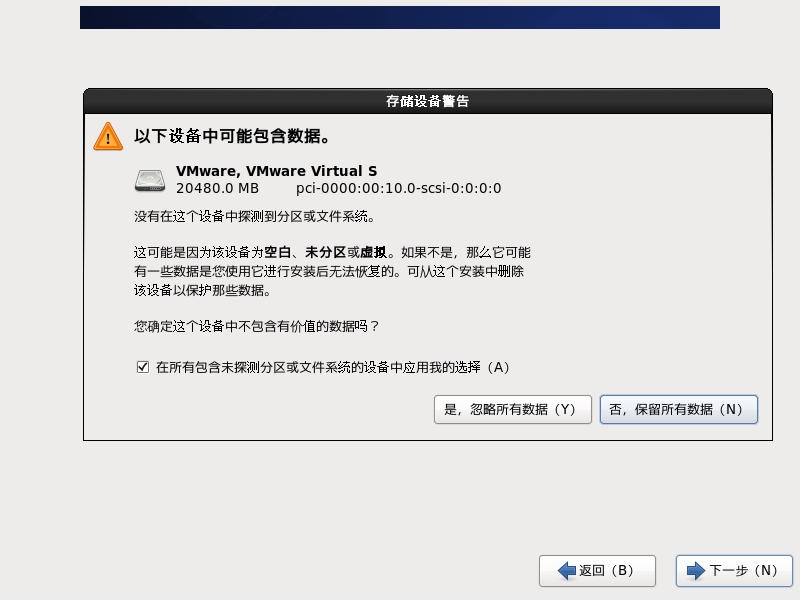 存储设备警告
以下设备中可能包含数据。
VMware, VMware Virtual S
20480.0 MB pci-0000:00:10.0-scsi-0:0:0:0
没有在这个设备中探测到分区或文件系统。
这可能是因为该设备为空白、未分区或虚拟。如果不是，那么它可能
有一些数据是您使用它进行安装后无法恢复的。可从这个安装中删除
该设备以保护那些数据。
您确定这个设备中不包含有价值的数据吗？
在所有包含未探测分区或文件系统的设备中应用我的选择（A）
是，忽略所有数据（Y）
否，保留所有数据（N）
返回（B）
下一步（N）